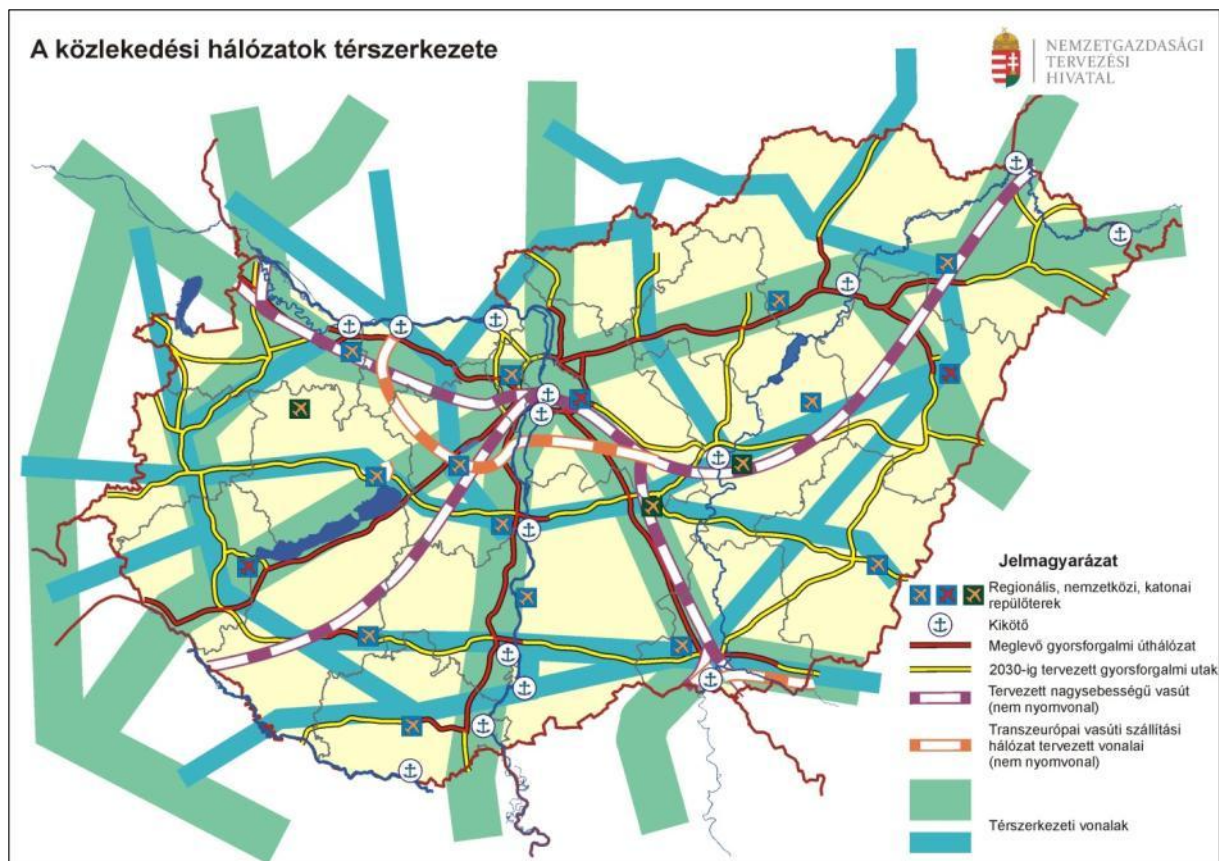 A közlekedési hálózatok térszerkezete
NEMZETGAZDASÁGI
TERVEZÉSI
HIVATAL
Jelmagyarázat
Regionális, nemzetközi, katonai
repülőterek
Kikötő
Meglevő gyorsforgalmi úthálózat
2030-ig tervezett gyorsforgalmi utak
Tervezett nagysebességű vasút
(nem nyomvonal)
Transzeurópai vasúti szállítási
hálózat tervezett vonalai
(nem nyomvonal)
Térszerkezeti vonalak